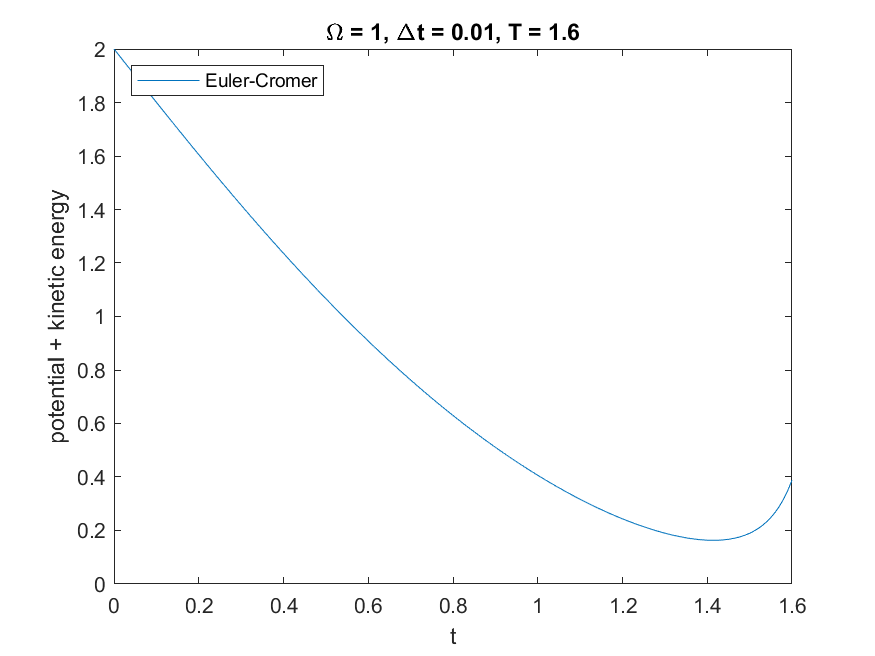 Ω = 1, Δt = 0.01, T = 1.6
Euler-Cromer
potential + kinetic energy
2
1.8
1.6
1.4
1.2
1
0.8
0.6
0.4
0.2
0
0 0.2 0.4 0.6 0.8 1 1.2 1.4 1.6
t